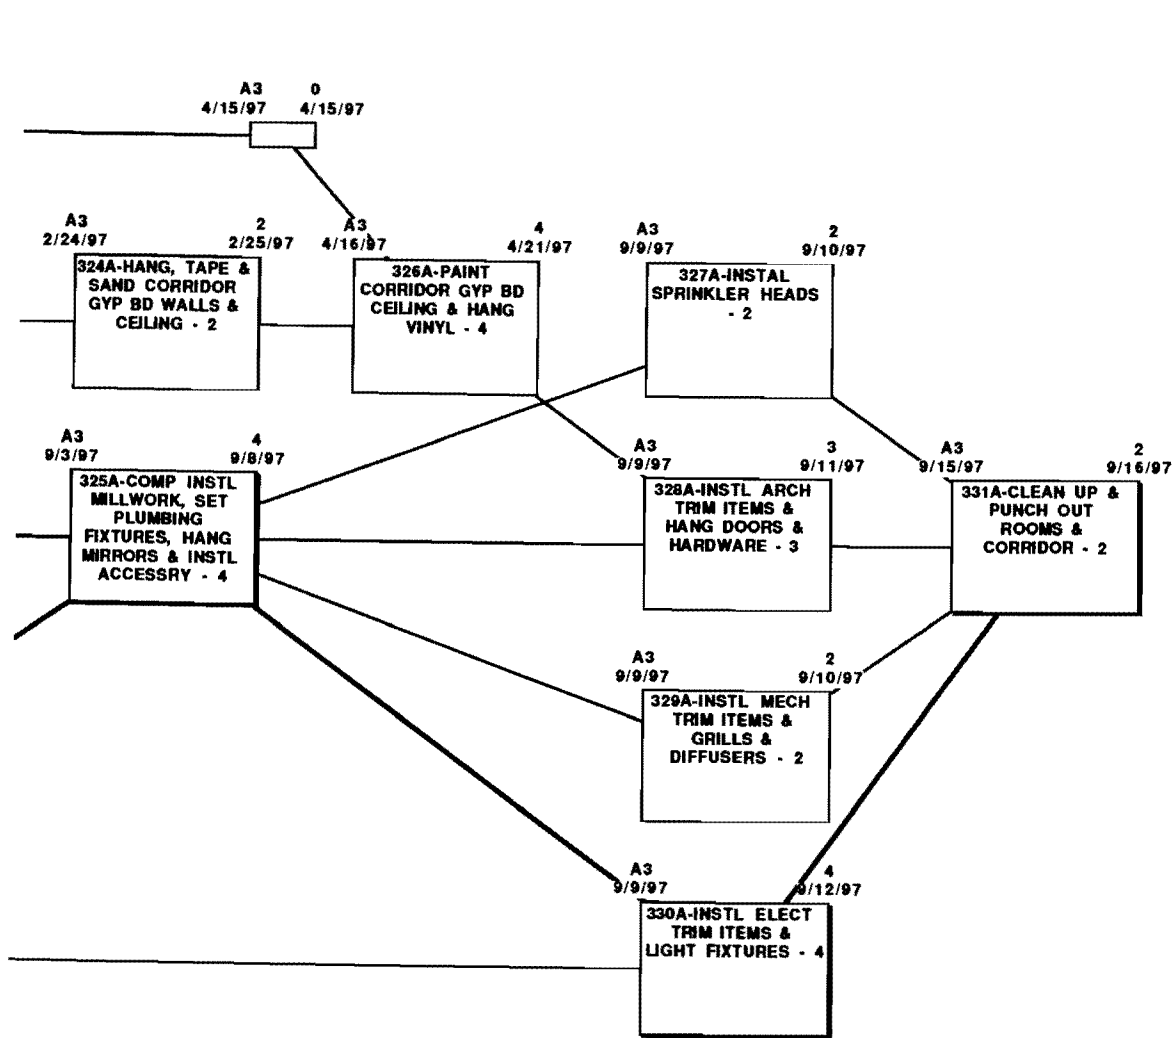 A3 0
4/15/97 4/15/97
A3 2
2/24/97 2/25/97
324A-HANG, TAPE &
SAND CORRIDOR
GYP BD WALLS &
CEILING - 2
A3 4
4/16/97 4/21/97
326A-PAINT
CORRIDOR GYP BD
CEILING & HANG
VINYL - 4
A3 2
9/9/97 9/10/97
327A-INSTAL
SPRINKLER HEADS
- 2
A3 4
9/3/97 9/8/97
325A-COMP INSTL
MILLWORK, SET
PLUMBING
FIXTURES, HANG
MIRRORS & INSTL
ACCESSRY - 4
A3 3
9/9/97 9/11/97
328A-INSTL ARCH
TRIM ITEMS &
HANG DOORS &
HARDWARE - 3
A3 2
9/15/97 9/16/97
331A-CLEAN UP &
PUNCH OUT
ROOMS &
CORRIDOR - 2
A3 2
9/9/97 9/10/97
329A-INSTL MECH
TRIM ITEMS &
GRILLS &
DIFFUSERS - 2
A3 4
9/9/97 9/12/97
330A-INSTL ELECT
TRIM ITEMS &
LIGHT FIXTURES - 4